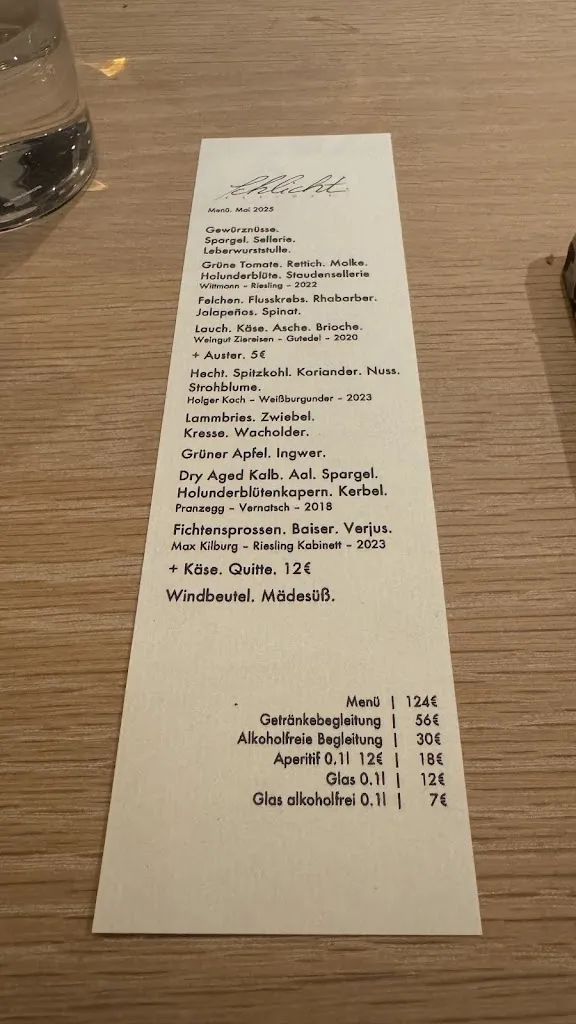 Schlicht
Menü. Mai 2025
Gewürznüsse.
Spargel. Sellerie.
Leberwurststulle.
Grüne Tomate. Rettich. Molke.
Holunderblüte. Staudensellerie
Wittmann – Riesling – 2022
Felchen. Flusskrebs. Rhabarber.
Jalapeños. Spinat.
Lauch. Käse. Asche. Brioche.
Weingut Ziereisen – Gutedel – 2020
+ Auster. 5€
Hecht. Spitzkohl. Koriander. Nuss.
Strohblume.
Holger Koch – Weißburgunder – 2023
Lammbries. Zwiebel.
Kresse. Wacholder.
Grüner Apfel. Ingwer.
Dry Aged Kalb. Aal. Spargel.
Holunderblütenkapern. Kerbel.
Pranzegg – Vernatsch – 2018
Fichtensprossen. Baiser. Verjus.
Max Kilburg – Riesling Kabinett – 2023
+ Käse. Quitte. 12€
Windbeutel. Mädesüß.
Menü | 124€
Getränkebegleitung | 56€
Alkoholfreie Begleitung | 30€
Aperitif 0,1l 12€ | 18€
Glas 0.1l | 12€
Glas alkoholfrei 0.1l | 7€